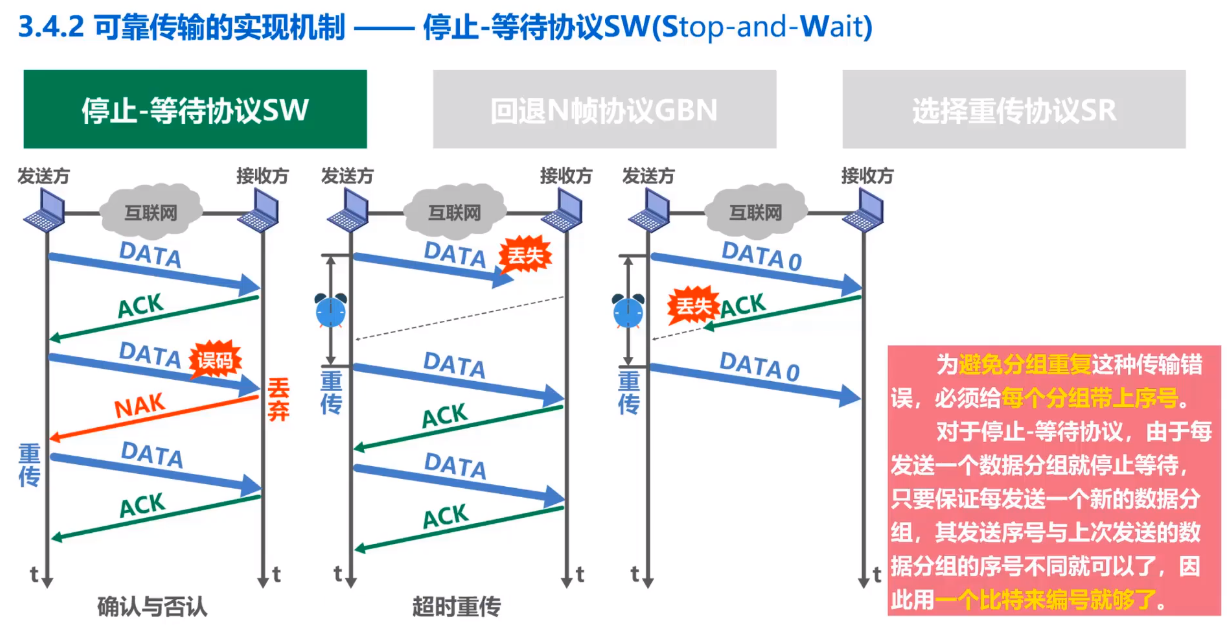 3.4.2 可靠传输的实现机制 —— 停止-等待协议SW(Stop-and-Wait)
停止-等待协议SW
回退N帧协议GBN
选择重传协议SR
发送方
接收方
互联网
DATA
ACK
DATA
误码
丢弃
NAK
重传
DATA
ACK
t
t
确认与否认
发送方
接收方
互联网
DATA
丢失
重传
DATA
ACK
DATA
ACK
t
t
超时重传
发送方
接收方
互联网
DATA 0
丢失
ACK
重传
DATA 0
t
t
为避免分组重复这种传输错
误，必须给每个分组带上序号。
对于停止-等待协议，由于每
发送一个数据分组就停止等待，
只要保证每发送一个新的数据分
组，其发送序号与上次发送的数
据分组的序号不同就可以了，因
此用一个比特来编号就够了。